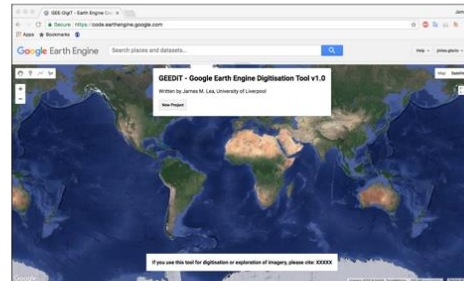 GEE-DigiT - Earth Engine Co
Secure https://code.earthengine.google.com
Apps Bookmarks
Google Earth Engine Search places and datasets... Help
Map
GEEDiT - Google Earth Engine Digitisation Tool v1.0
Written by James M. Lea, University of Liverpool
New Project
If you use this tool for digitisation or exploration of imagery, please cite: XXXXX
Google